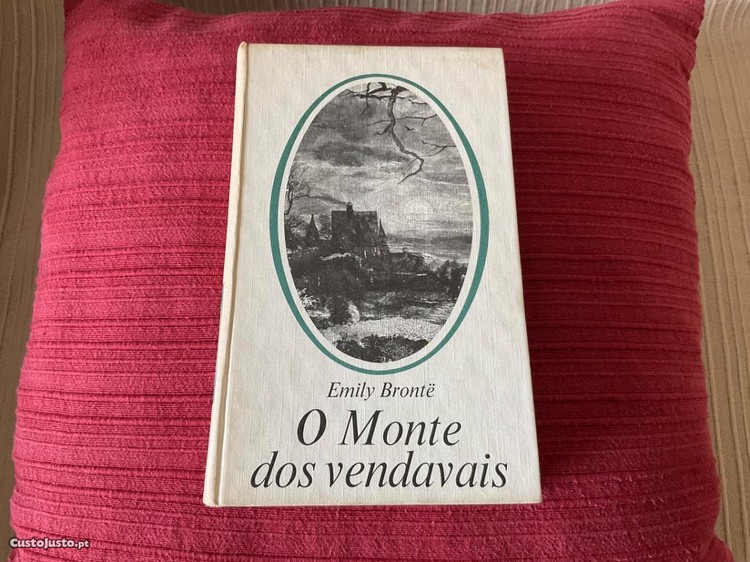 Emily Brontë
O Monte
dos vendavais
CustoJusto.pt